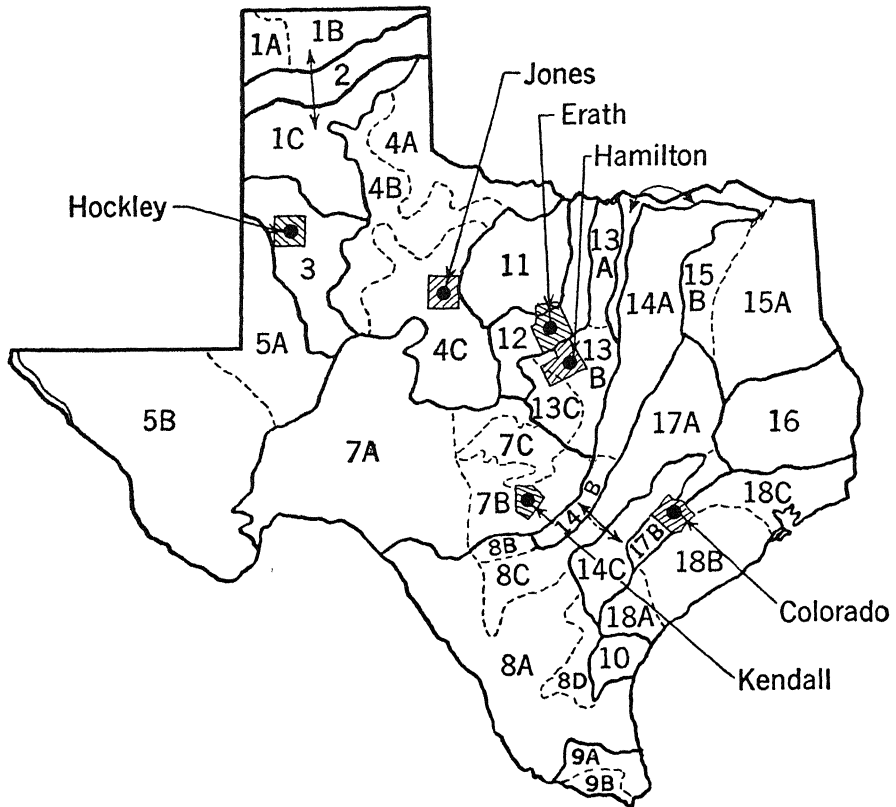 1A
1B
2
1C
4A
4B
Jones
Erath
Hamilton
Hockley
3
11
13
A
14A
15
B
15A
5A
4C
12
13
B
13C
5B
7A
7C
17A
16
7B
14
B
8B
8C
14C
17B
18C
18B
18A
Colorado
8A
8D
10
Kendall
9A
9B